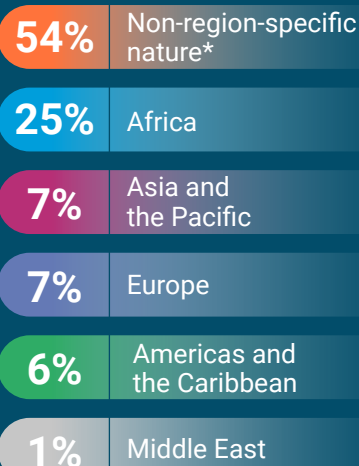 54%
Non-region-specific
nature*
25%
Africa
7%
Asia and
the Pacific
7%
Europe
6%
Americas and
the Caribbean
1%
Middle East